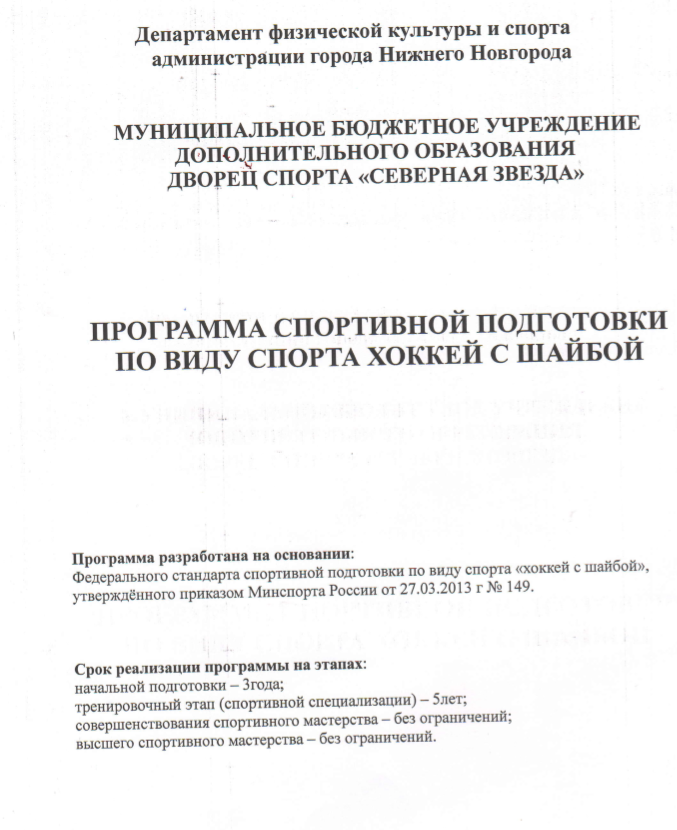 Департамент физической культуры и спорта
администрации города Нижнего Новгорода
МУНИЦИПАЛЬНОЕ БЮДЖЕТНОЕ УЧРЕЖДЕНИЕ
ДОПОЛНИТЕЛЬНОГО ОБРАЗОВАНИЯ
ДВОРЕЦ СПОРТА «СЕВЕРНАЯ ЗВЕЗДА»
ПРОГРАММА СПОРТИВНОЙ ПОДГОТОВКИ
ПО ВИДУ СПОРТА ХОККЕЙ С ШАЙБОЙ
Программа разработана на основании:
Федерального стандарта спортивной подготовки по виду спорта «хоккей с шайбой»,
утверждённого приказом Минспорта России от 27.03.2013 г № 149.
Срок реализации программы на этапах:
начальной подготовки – 3года;
тренировочный этап (спортивной специализации) – 5лет;
совершенствования спортивного мастерства – без ограничений;
высшего спортивного мастерства – без ограничений.